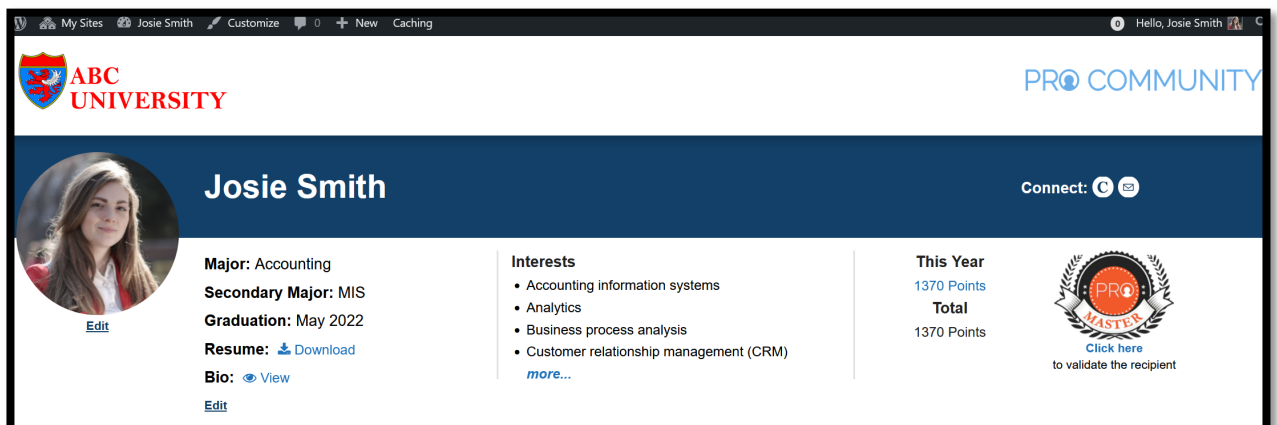 My Sites Josie Smith Customize 0 New Caching
0 Hello, Josie Smith
ABC
UNIVERSITY
PRO COMMUNITY
Josie Smith
Connect: C
Edit
Major: Accounting
Secondary Major: MIS
Graduation: May 2022
Resume: Download
Bio: View
Edit
Interests
• Accounting information systems
• Analytics
• Business process analysis
• Customer relationship management (CRM)
more...
This Year
1370 Points
Total
1370 Points
PRO
MASTER
Click here
to validate the recipient